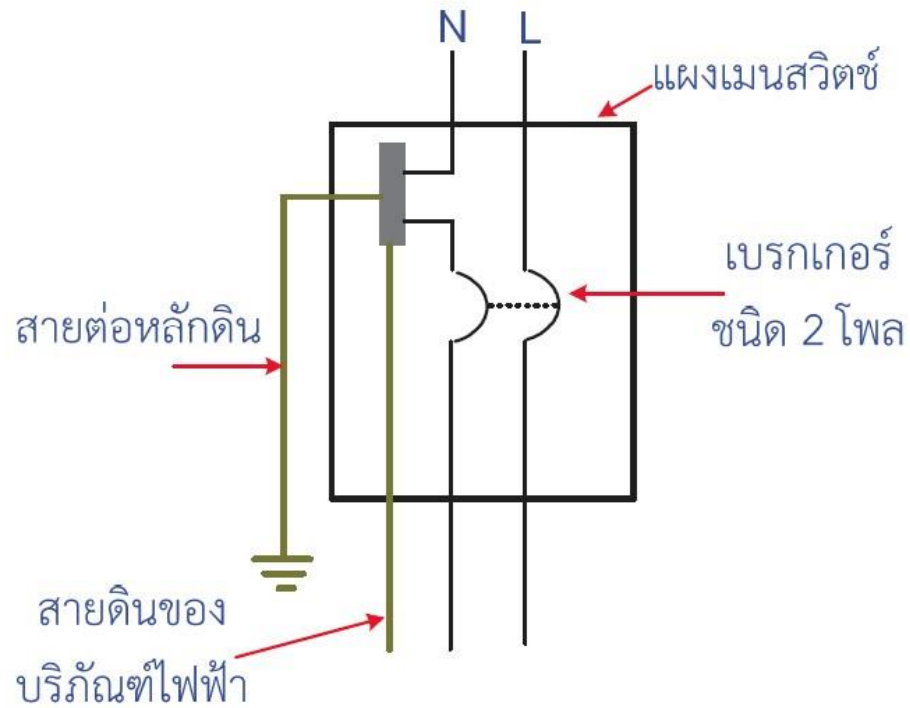 N L
แผงเมนสวิตช์
เบรกเกอร์
ชนิด 2 โพล
สายต่อหลักดิน
สายดินของ
บริภัณฑ์ไฟฟ้า